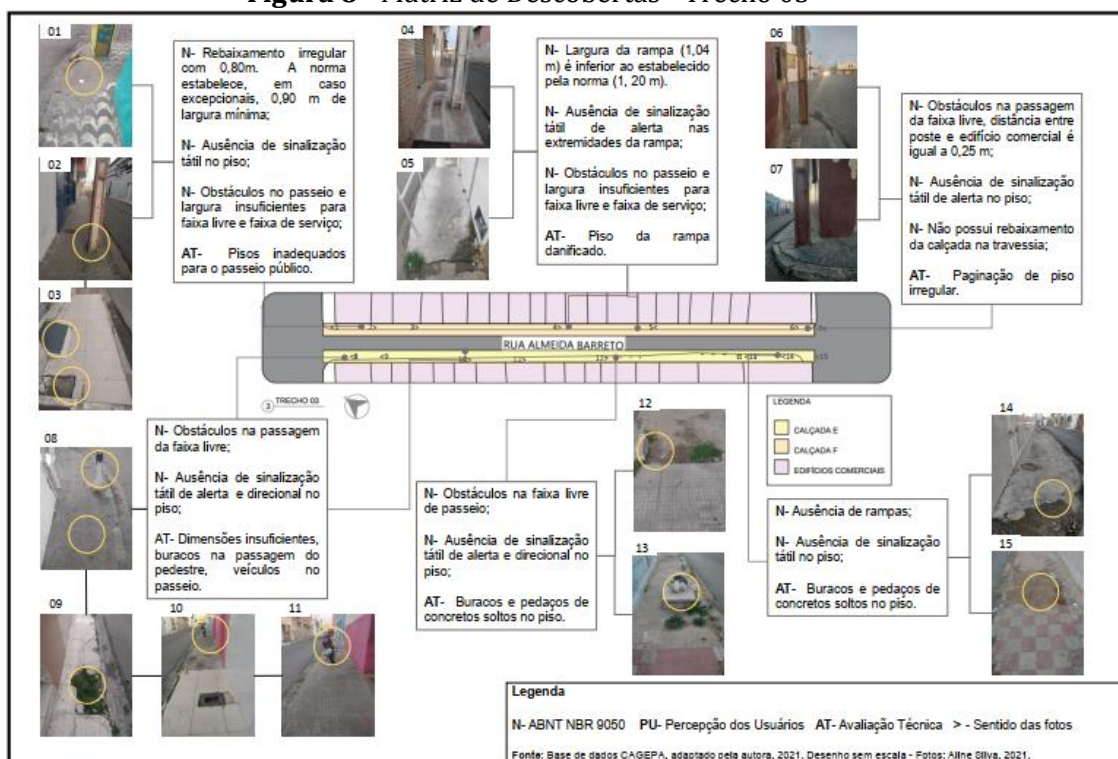 Figura 8 - Matriz de Descobertas - Trecho 03
01
02
03
N- Rebaixamento irregular
com 0,80m. A norma
estabelece, em caso
excepcionais, 0,90 m de
largura mínima;
N- Ausência de sinalização
tátil no piso;
N- Obstáculos no passeio e
largura insuficientes para
faixa livre e faixa de serviço;
AT- Pisos inadequados
para o passeio público.
04
05
N- Largura da rampa (1,04
m) é inferior ao estabelecido
pela norma (1, 20 m).
N- Ausência de sinalização
tátil de alerta nas
extremidades da rampa;
N- Obstáculos no passeio e
largura insuficientes para
faixa livre e faixa de serviço;
AT- Piso da rampa
danificado.
06
07
N- Obstáculos na passagem
da faixa livre, distância entre
poste e edifício comercial é
igual a 0,25 m;
N- Ausência de sinalização
tátil de alerta no piso;
N- Não possui rebaixamento
da calçada na travessia;
AT- Paginação de piso
irregular.
RUA ALMEIDA BARRETO
3 TRECHO 03
LEGENDA
CALÇADA E
CALÇADA F
EDIFÍCIOS COMERCIAIS
08
09
10
11
N- Obstáculos na passagem
da faixa livre;
N- Ausência de sinalização
tátil de alerta e direcional no
piso;
AT- Dimensões insuficientes,
buracos na passagem do
pedestre, veículos no
passeio.
12
13
N- Obstáculos na faixa livre
de passeio;
N- Ausência de sinalização
tátil de alerta e direcional no
piso;
AT- Buracos e pedaços de
concretos soltos no piso.
14
15
N- Ausência de rampas;
N- Ausência de sinalização
tátil no piso;
AT- Buracos e pedaços de
concretos soltos no piso.
Legenda
N- ABNT NBR 9050 PU- Percepção dos Usuários AT- Avaliação Técnica > - Sentido das fotos
Fonte: Base de dados CAGEPA, adaptado pela autora, 2021. Desenho sem escala - Fotos: Aline Silva, 2021.